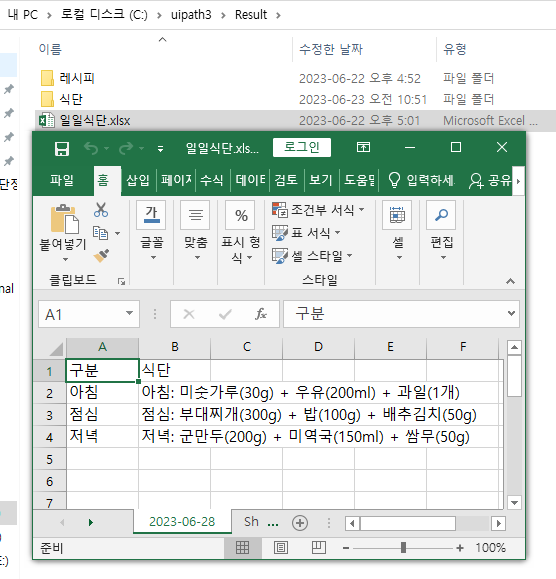 내 PC > 로컬 디스크 (C:) > uipath3 > Result >
이름 수정한 날짜 유형
레시피 2023-06-22 오후 4:52 파일 폴더
식단 2023-06-23 오전 10:51 파일 폴더
일일식단.xlsx 2023-06-22 오후 5:01 Microsoft Excel ...
일일식단.xls... 로그인
파일 홈 삽입 페이지 수식 데이터 검토 보기 도움말 입력하세 공유
붙여넣기 가 글꼴 맞춤 % 표시 형식 조건부 서식 표 서식 셀 스타일 셀 편집
클립보드 스타일
A1 fx 구분
A B C D E F
1 구분 식단
2 아침 아침: 미숫가루(30g) + 우유(200ml) + 과일(1개)
3 점심 점심: 부대찌개(300g) + 밥(100g) + 배추김치(50g)
4 저녁 저녁: 군만두(200g) + 미역국(150ml) + 쌈무(50g)
5
6
7
2023-06-28 Sh ...
준비 100%
단정
nal
:)